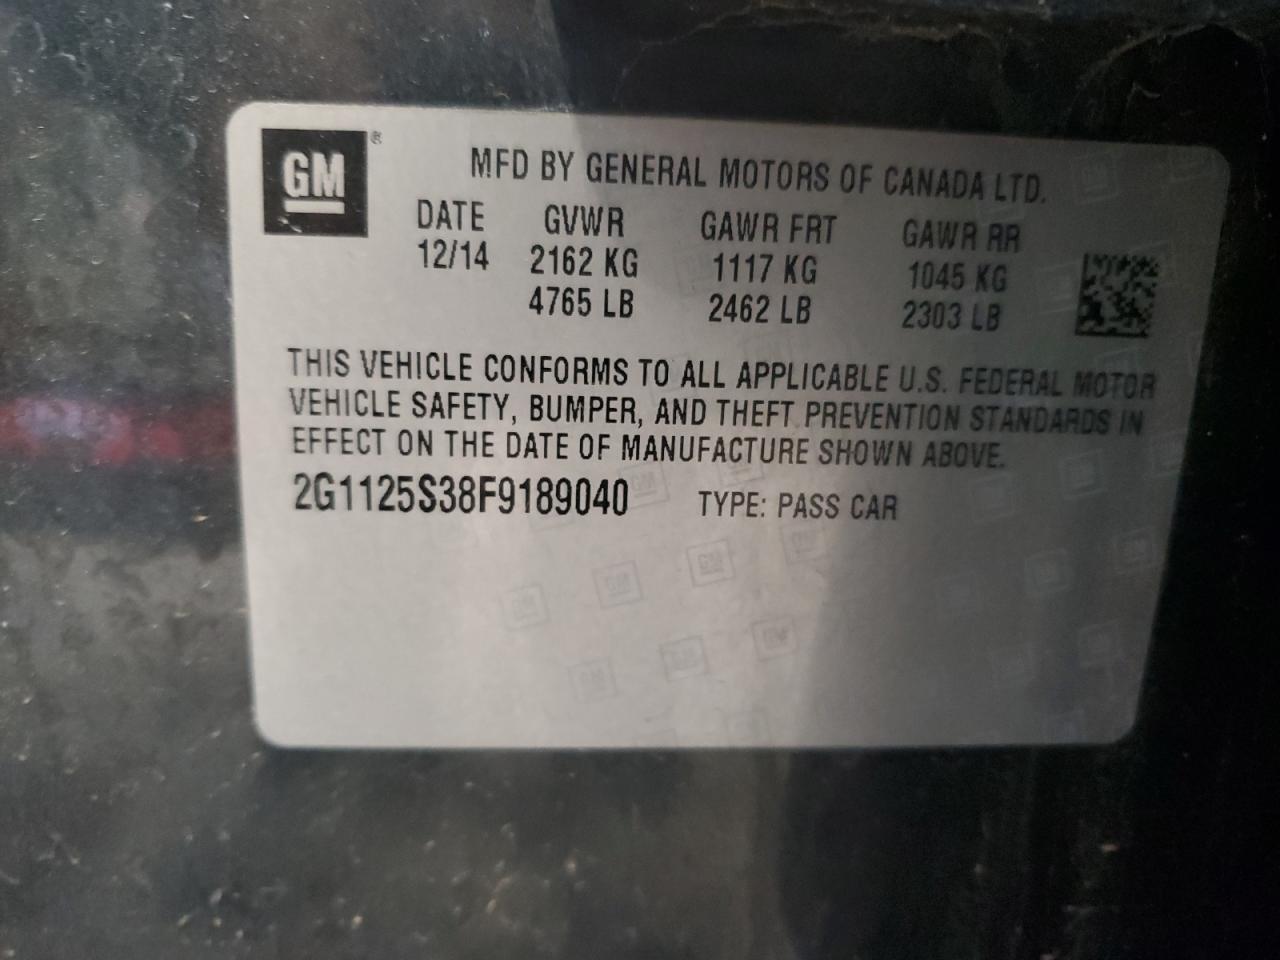 GM®
MFD BY GENERAL MOTORS OF CANADA LTD.
DATE GVWR GAWR FRT GAWR RR
12/14 2162 KG 1117 KG 1045 KG
4765 LB 2462 LB 2303 LB
THIS VEHICLE CONFORMS TO ALL APPLICABLE U.S. FEDERAL MOTOR
VEHICLE SAFETY, BUMPER, AND THEFT PREVENTION STANDARDS IN
EFFECT ON THE DATE OF MANUFACTURE SHOWN ABOVE.
2G1125S38F9189040 TYPE: PASS CAR